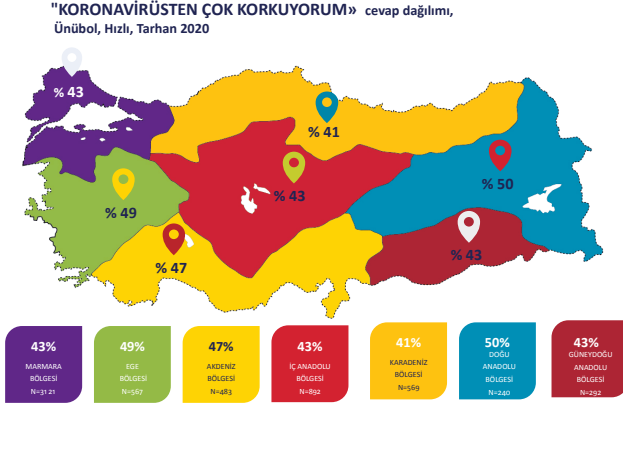 "KORONAVİRÜSTEN ÇOK KORKUYORUM» cevap dağılımı,
Ünübol, Hızlı, Tarhan 2020
% 43
% 41
% 50
% 43
% 49
% 43
% 47
43%
MARMARA
BÖLGESİ
N=3121
49%
EGE
BÖLGESİ
N=567
47%
AKDENİZ
BÖLGESİ
N=483
43%
İÇ ANADOLU
BÖLGESİ
N=892
41%
KARADENİZ
BÖLGESİ
N=569
50%
DOĞU
ANADOLU
BÖLGESİ
N=240
43%
GÜNEYDOĞU
ANADOLU
BÖLGESİ
N=292